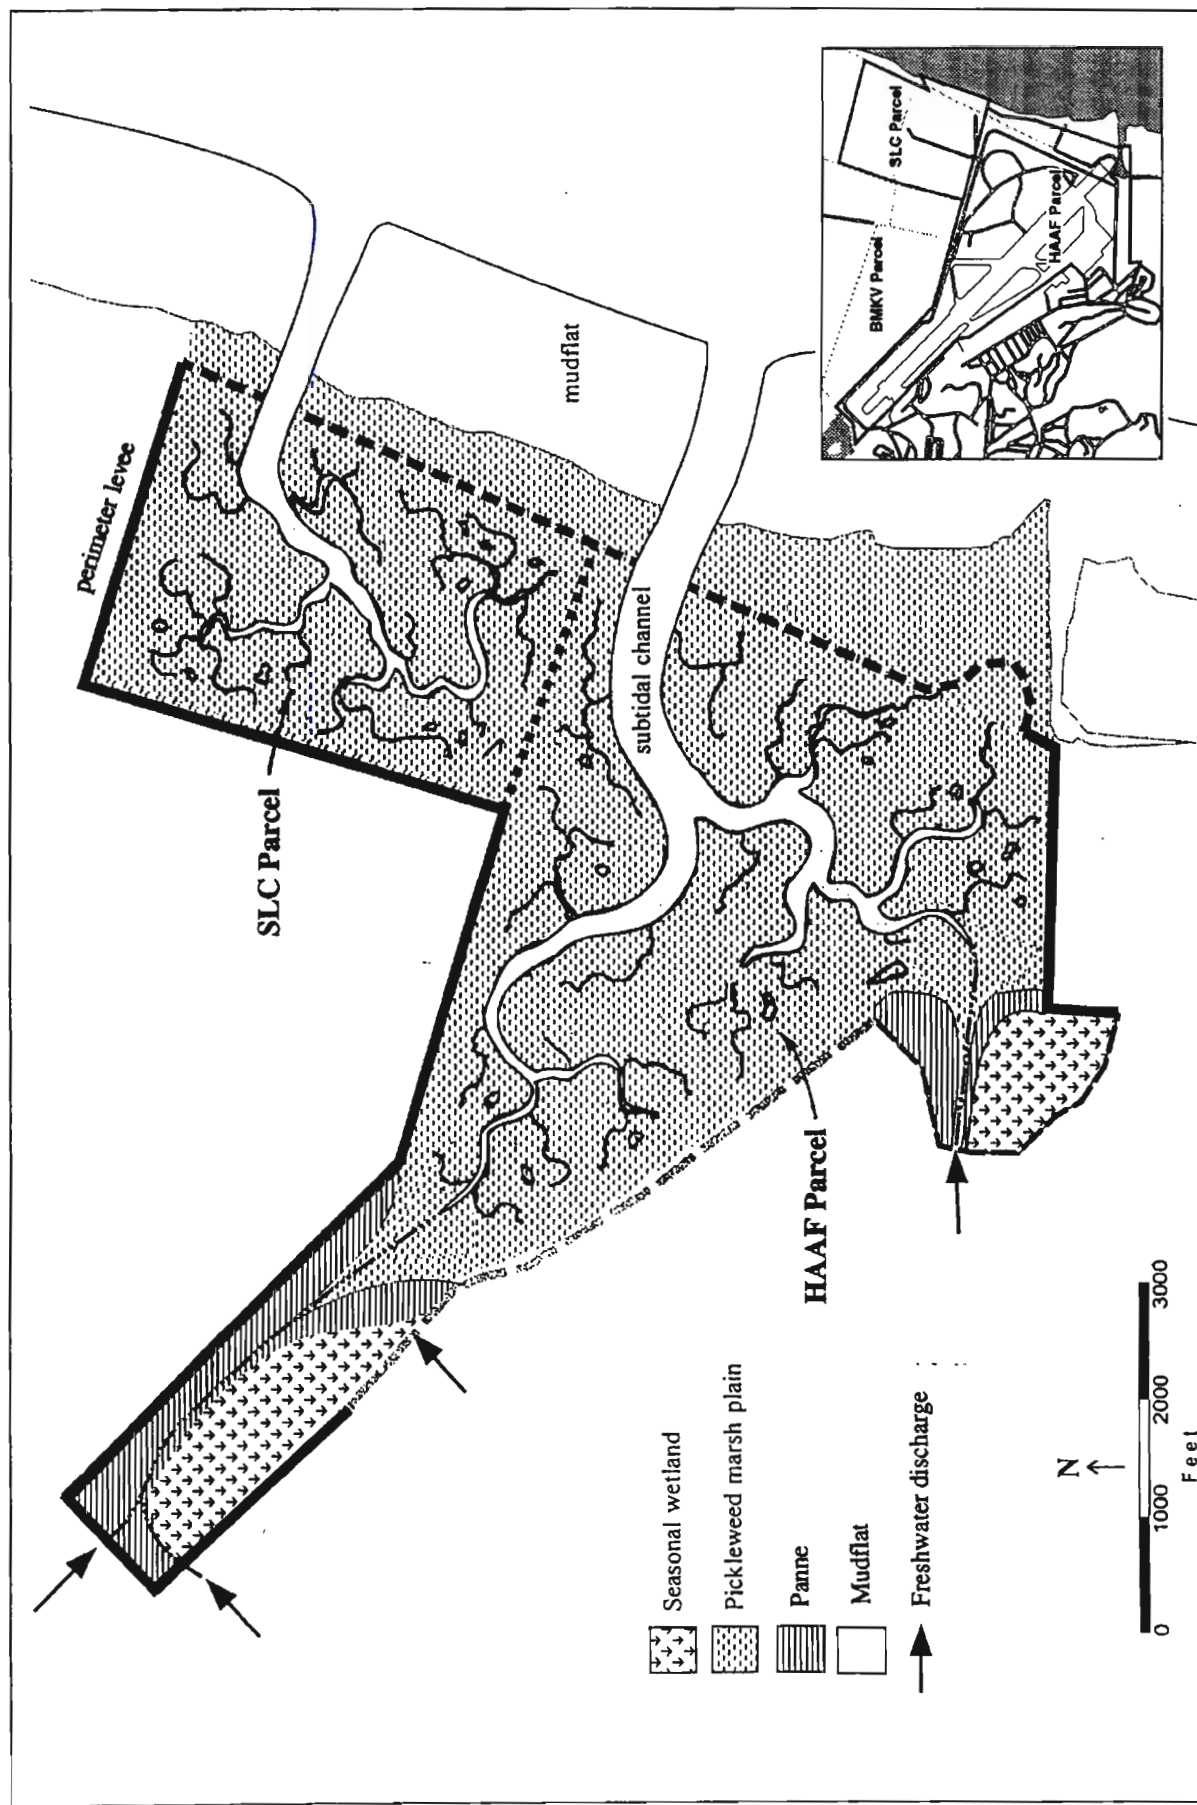 perimeter levee
SLC Parcel
mudflat
subtidal channel
HAAF Parcel
BMKV Parcel
SLC Parcel
HAAF Parcel
Seasonal wetland
Pickleweed marsh plain
Panne
Mudflat
Freshwater discharge
N
0 1000 2000 3000
Feet